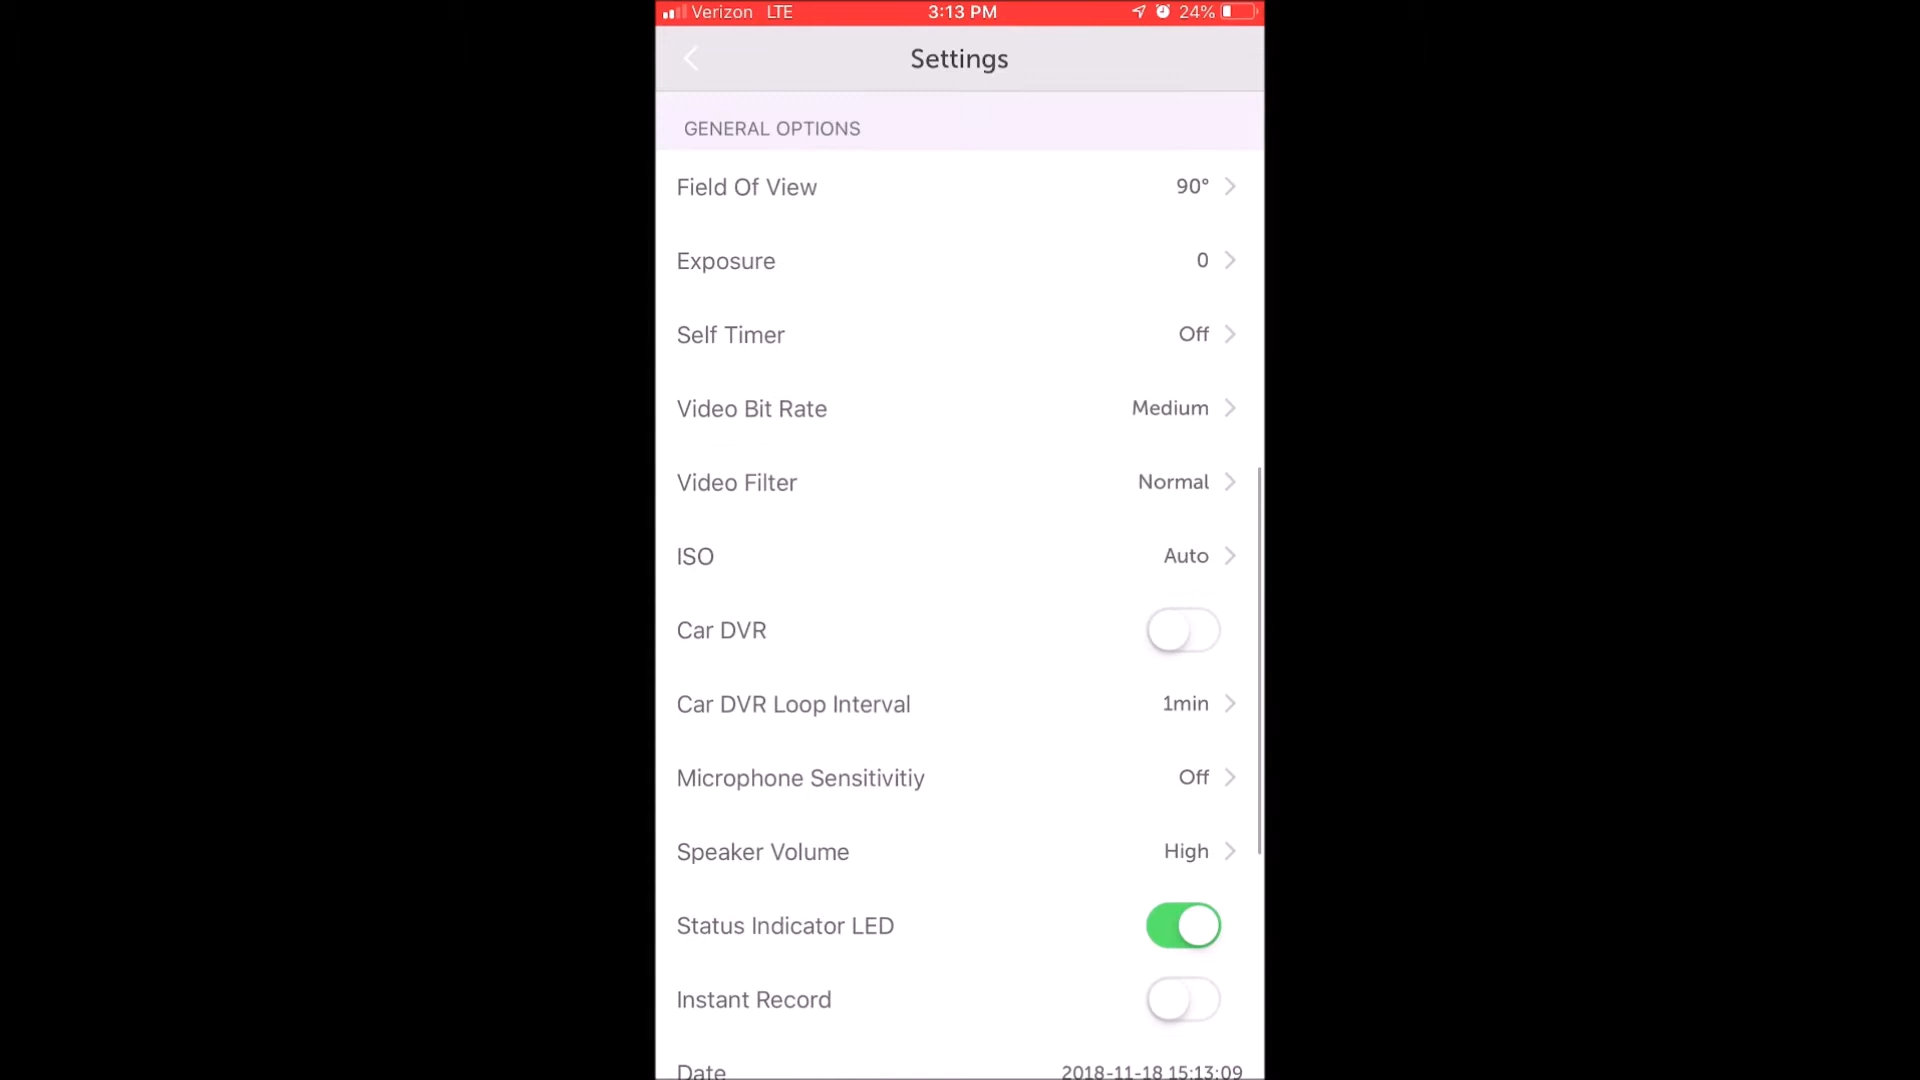 Verizon LTE 3:13 PM 24%
Settings
GENERAL OPTIONS
Field Of View 90°
Exposure 0
Self Timer Off
Video Bit Rate Medium
Video Filter Normal
ISO Auto
Car DVR
Car DVR Loop Interval 1min
Microphone Sensitivitiy Off
Speaker Volume High
Status Indicator LED
Instant Record
Date 2018-11-18 15:13:09